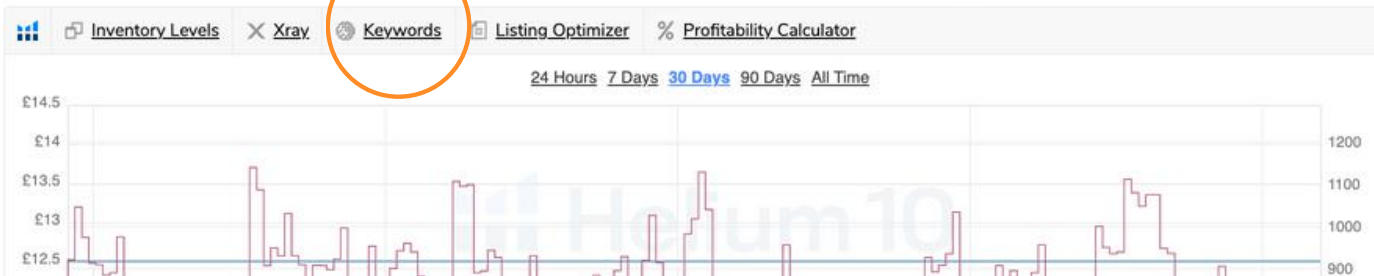 Inventory Levels Xray Keywords Listing Optimizer Profitability Calculator
24 Hours 7 Days 30 Days 90 Days All Time
£14.5
£14 1200
£13.5 1100
Helium 10
£13 1000
£12.5 900